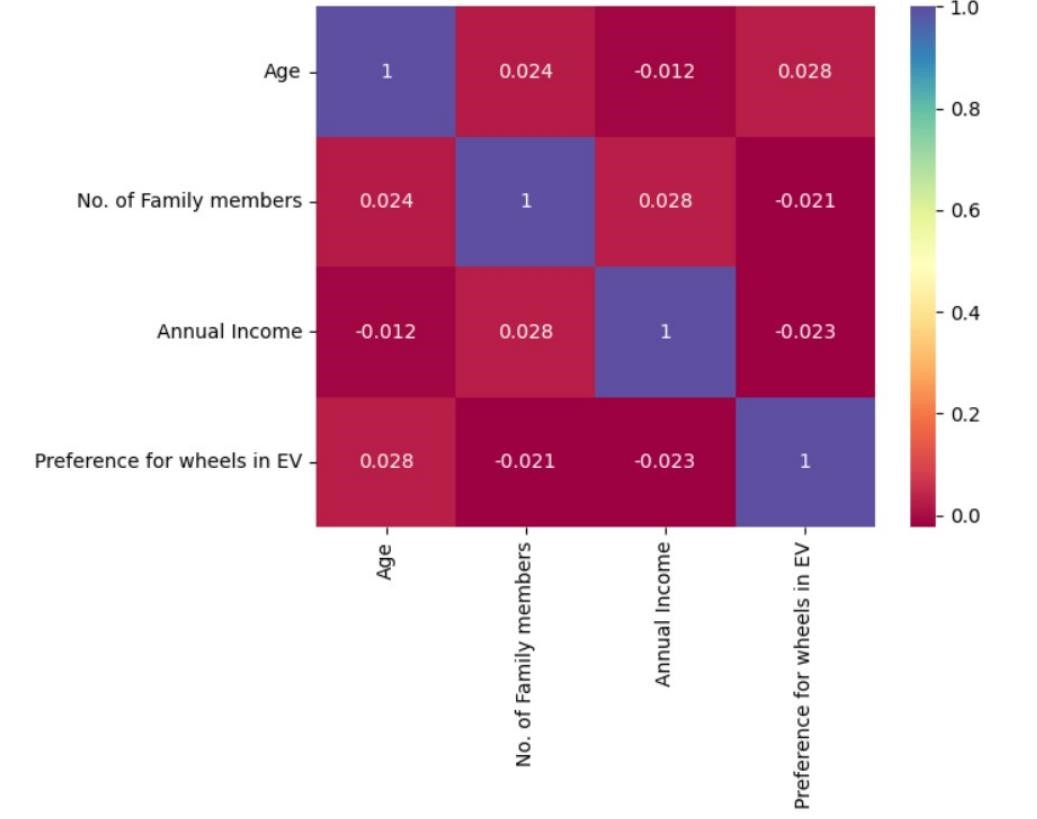 1.0
Age 1 0.024 -0.012 0.028
0.8
No. of Family members 0.024 1 0.028 -0.021
0.6
0.4
Annual Income -0.012 0.028 1 -0.023
0.2
Preference for wheels in EV 0.028 -0.021 -0.023 1
0.0
Age
No. of Family members
Annual Income
Preference for wheels in EV